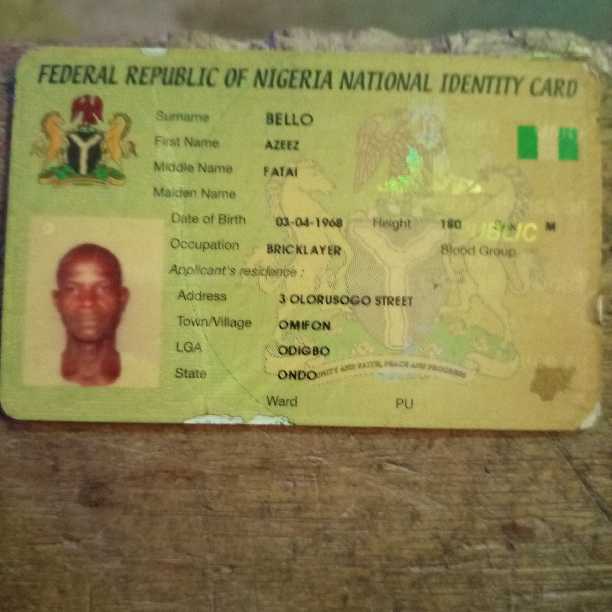 FEDERAL REPUBLIC OF NIGERIA NATIONAL IDENTITY CARD
Surname BELLO
First Name AZEEZ
Middle Name FATAI
Maiden Name
Date of Birth 03-04-1968 Height 180 M
Occupation BRICKLAYER Blood Group
Applicant's residence :
Address 3 OLORUSOGO STREET
Town/Village OMIFON
LGA ODIGBO
State ONDO
UNITY AND FAITH, PEACE AND PROGRESS
Ward PU